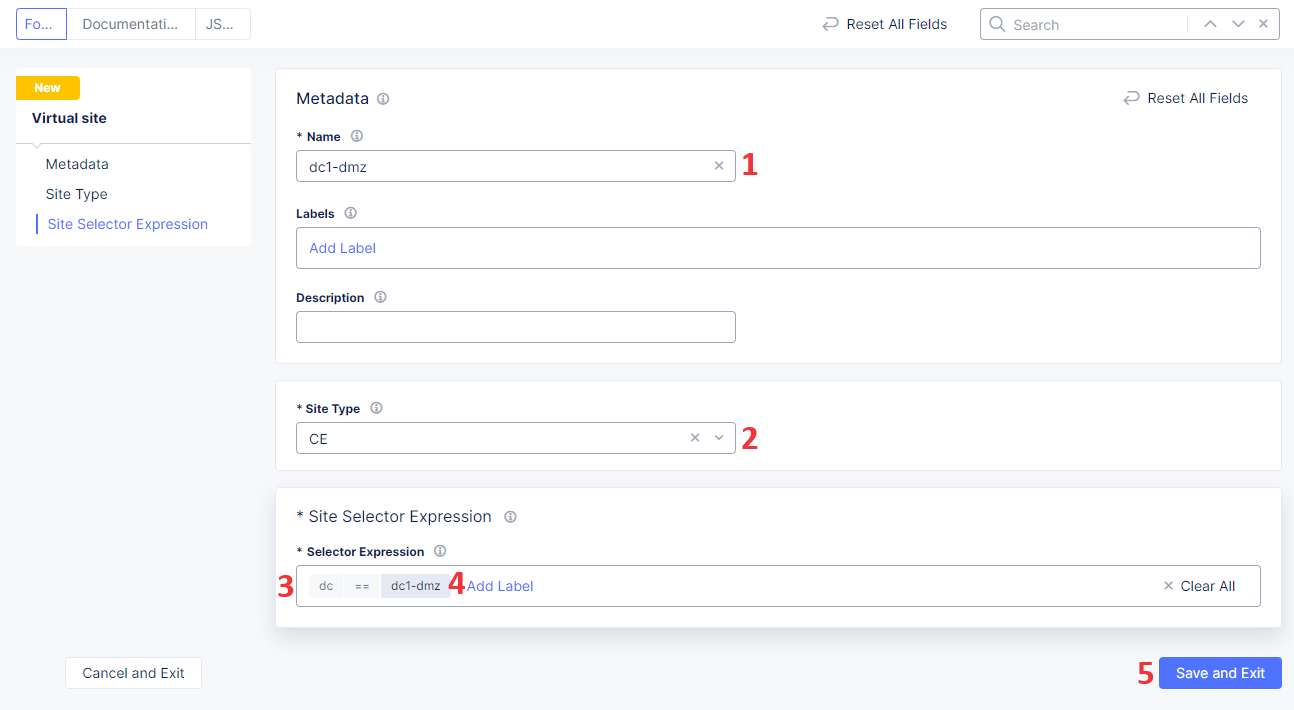 Fo...
Documentati...
JS...
Reset All Fields
Search
New
Virtual site
Metadata
Site Type
Site Selector Expression
Metadata
Reset All Fields
* Name
dc1-dmz
1
Labels
Add Label
Description
* Site Type
CE
2
* Site Selector Expression
* Selector Expression
3 dc == dc1-dmz 4 Add Label
Clear All
Cancel and Exit
5 Save and Exit